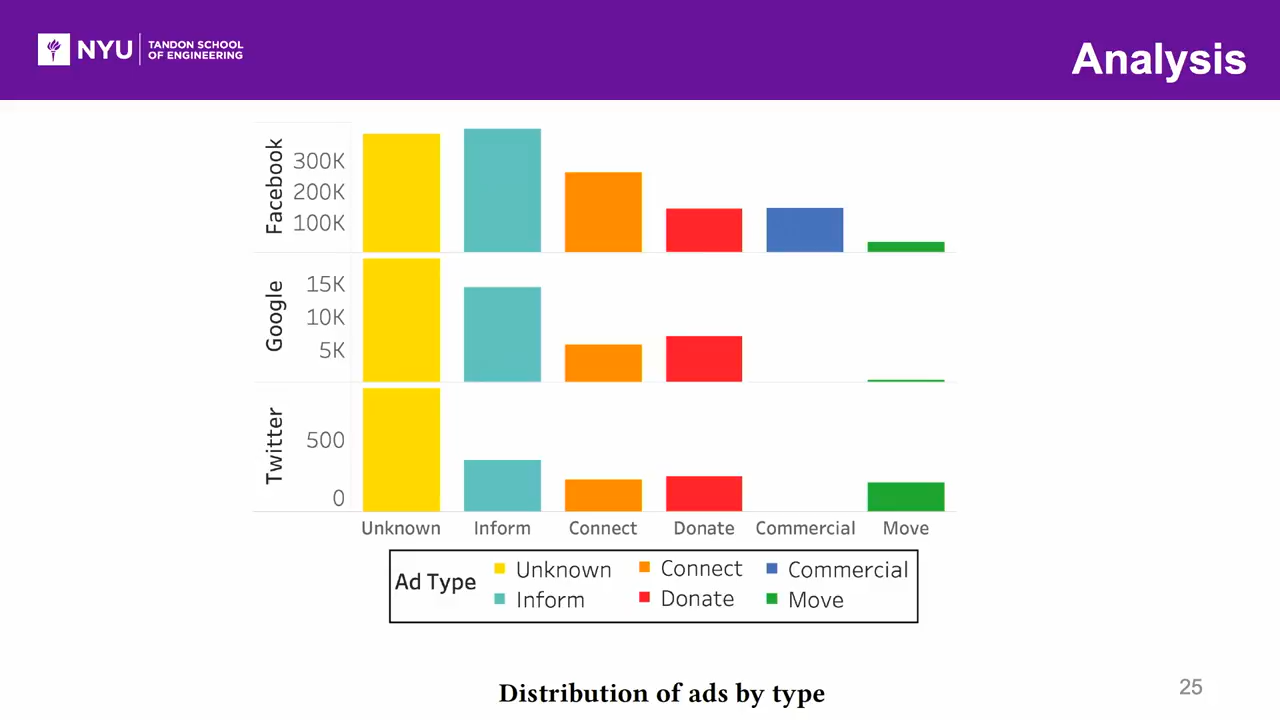 NYU
TANDON SCHOOL
OF ENGINEERING
Analysis
Facebook
300K
200K
100K
Google
15K
10K
5K
Twitter
500
0
Unknown Inform Connect Donate Commercial Move
Ad Type
Unknown Connect Commercial
Inform Donate Move
Distribution of ads by type
25